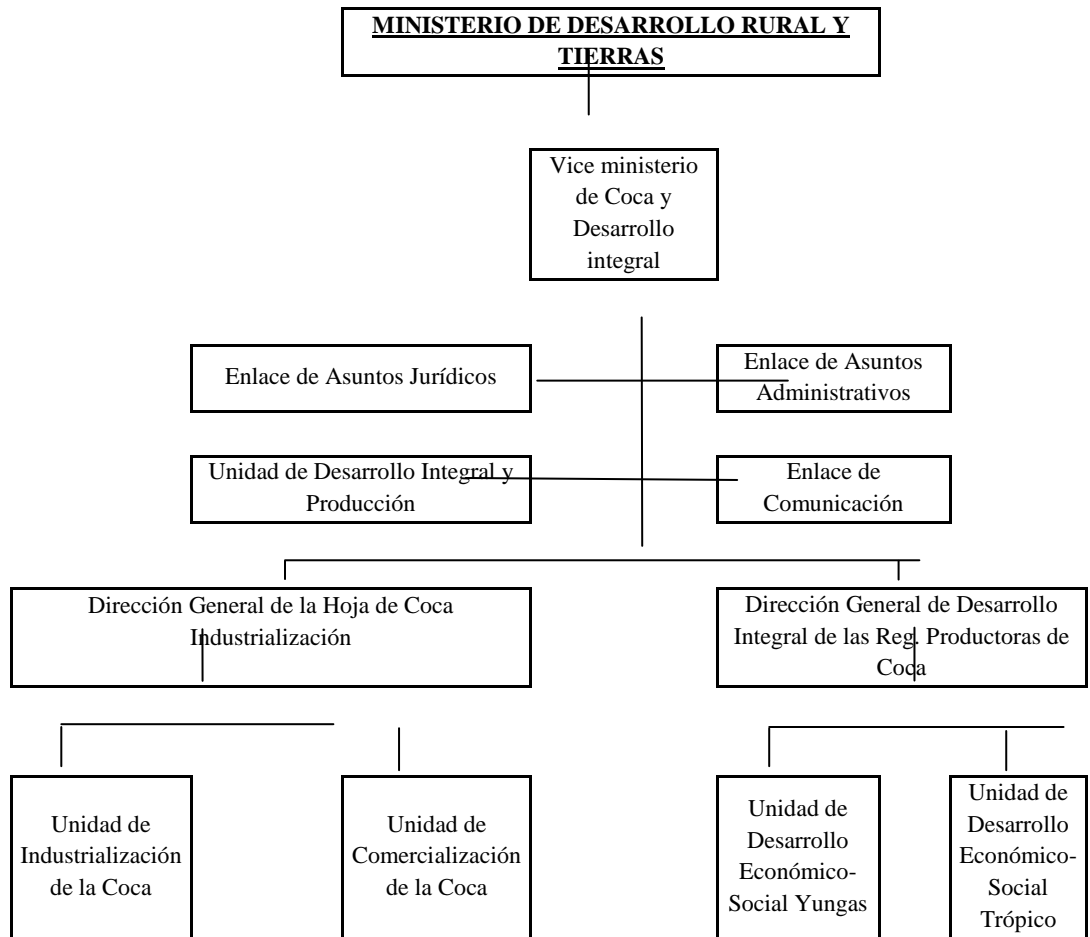 MINISTERIO DE DESARROLLO RURAL Y
TIERRAS
Vice ministerio
de Coca y
Desarrollo
integral
Enlace de Asuntos Jurídicos
Enlace de Asuntos
Administrativos
Unidad de Desarrollo Integral y
Producción
Enlace de
Comunicación
Dirección General de la Hoja de Coca
Industrialización
Dirección General de Desarrollo
Integral de las Reg. Productoras de
Coca
Unidad de
Industrialización
de la Coca
Unidad de
Comercialización
de la Coca
Unidad de
Desarrollo
Económico-
Social Yungas
Unidad de
Desarrollo
Económico-
Social
Trópico